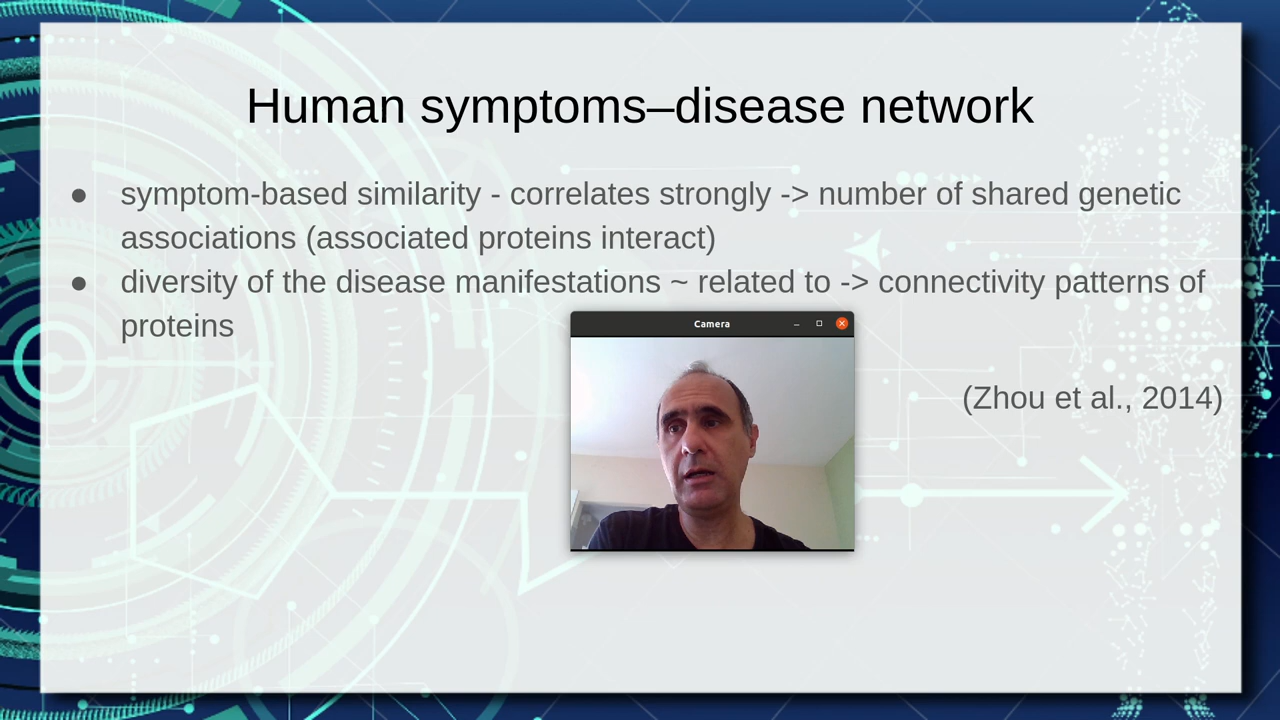 Human symptoms–disease network
● symptom-based similarity - correlates strongly -> number of shared genetic
associations (associated proteins interact)
● diversity of the disease manifestations ~ related to -> connectivity patterns of
proteins
Camera
(Zhou et al., 2014)